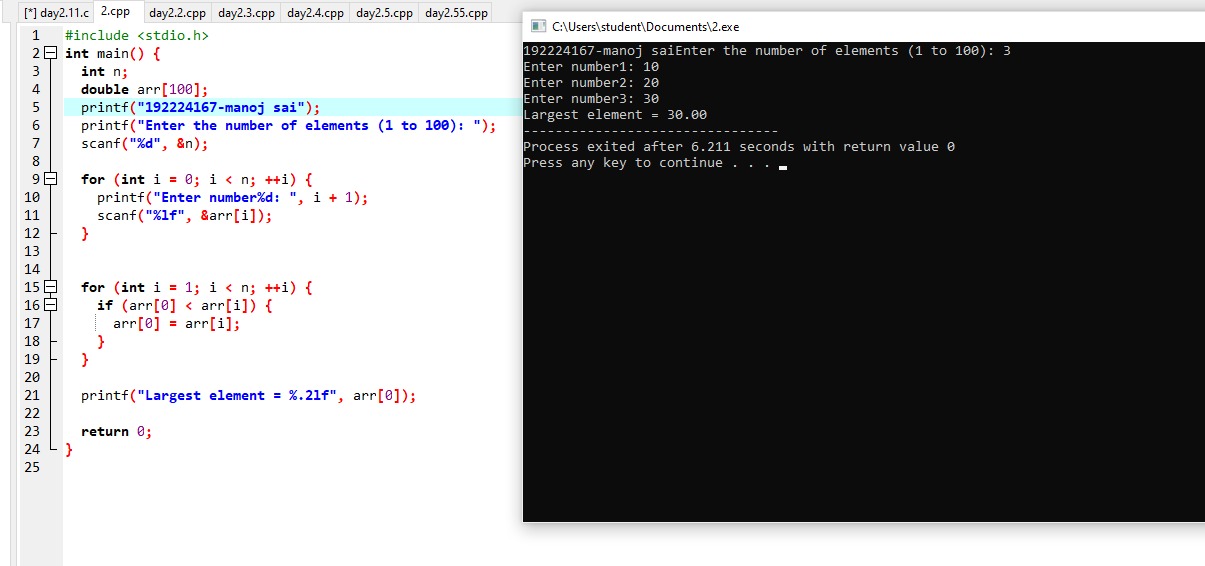 [*] day2.11.c 2.cpp day2.2.cpp day2.3.cpp day2.4.cpp day2.5.cpp day2.55.cpp
1 #include <stdio.h>
2 int main() {
3 int n;
4 double arr[100];
5 printf("192224167-manoj sai");
6 printf("Enter the number of elements (1 to 100): ");
7 scanf("%d", &n);
8
9 for (int i = 0; i < n; ++i) {
10 printf("Enter number%d: ", i + 1);
11 scanf("%lf", &arr[i]);
12 }
13
14
15 for (int i = 1; i < n; ++i) {
16 if (arr[0] < arr[i]) {
17 arr[0] = arr[i];
18 }
19 }
20
21 printf("Largest element = %.2lf", arr[0]);
22
23 return 0;
24 }
25
C:\Users\student\Documents\2.exe
192224167-manoj saiEnter the number of elements (1 to 100): 3
Enter number1: 10
Enter number2: 20
Enter number3: 30
Largest element = 30.00
--------------------------------
Process exited after 6.211 seconds with return value 0
Press any key to continue . . .